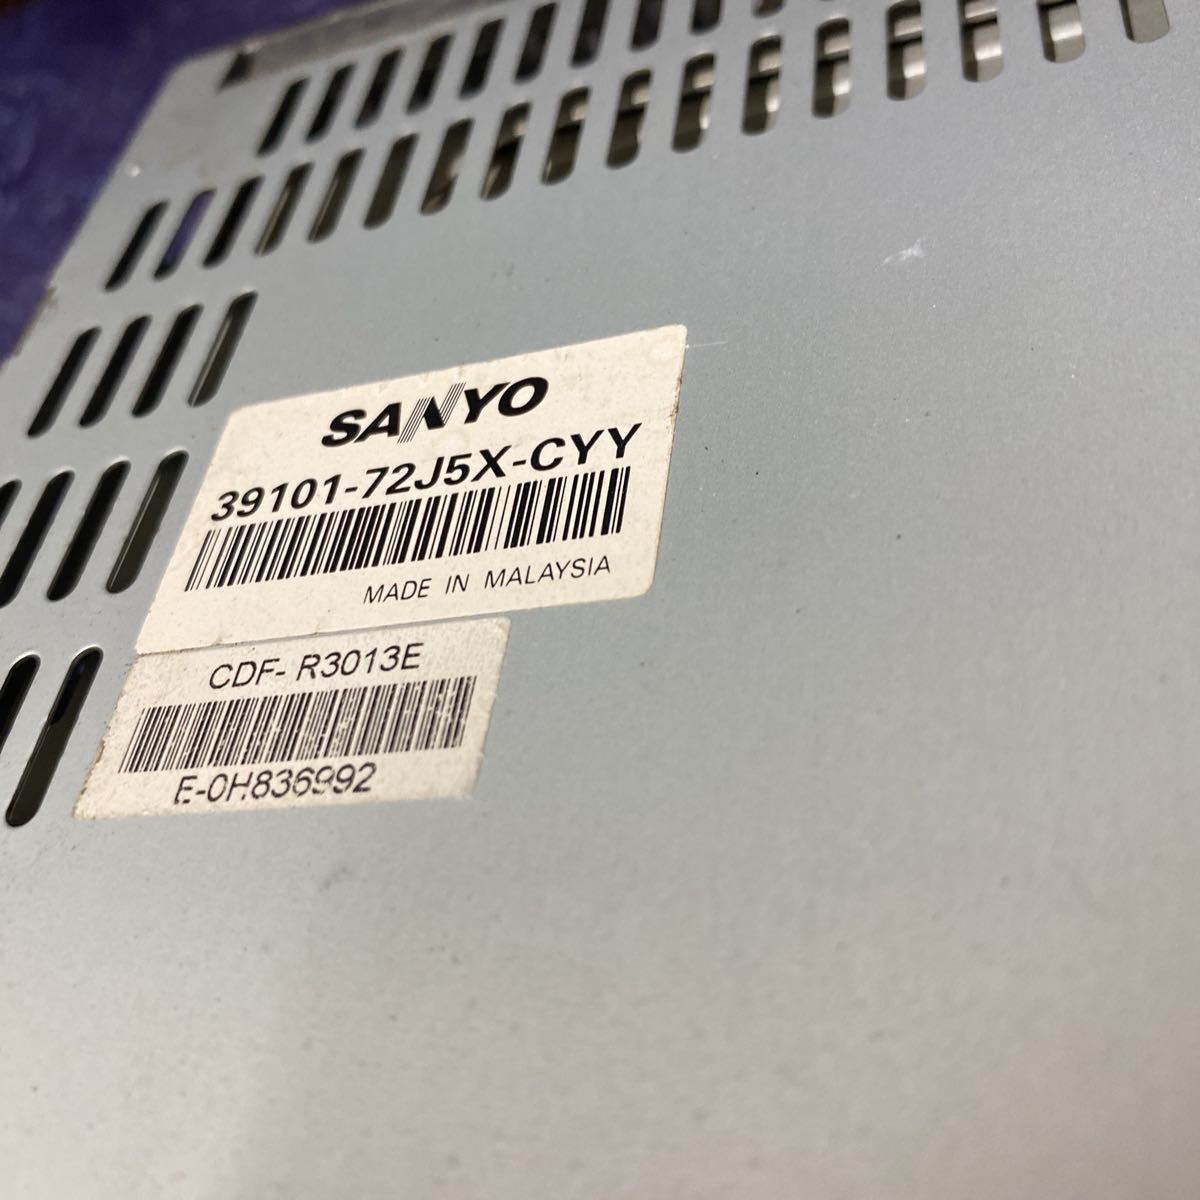 SANYO
39101-72J5X-CYY
MADE IN MALAYSIA
CDF- R3013E
E-0H836992